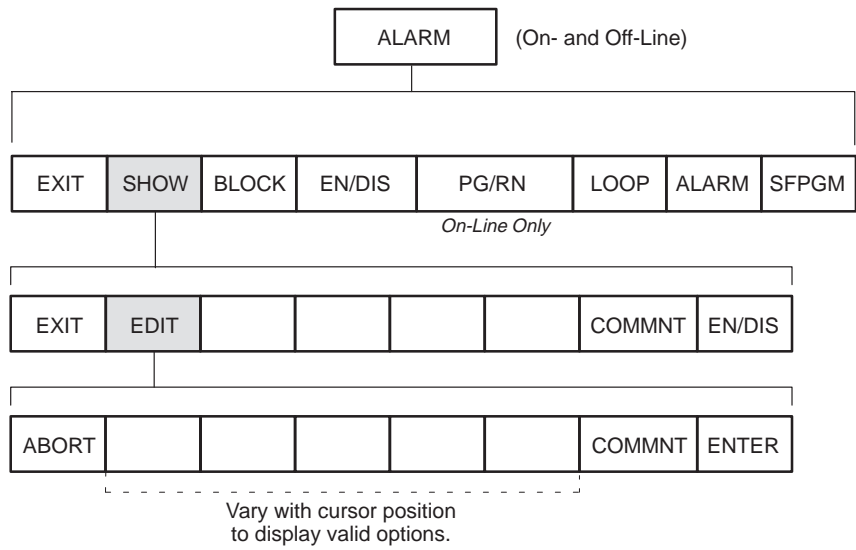 ALARM (On- and Off-Line)
EXIT SHOW BLOCK EN/DIS PG/RN LOOP ALARM SFPGM
On-Line Only
EXIT EDIT COMMNT EN/DIS
ABORT COMMNT ENTER
Vary with cursor position
to display valid options.